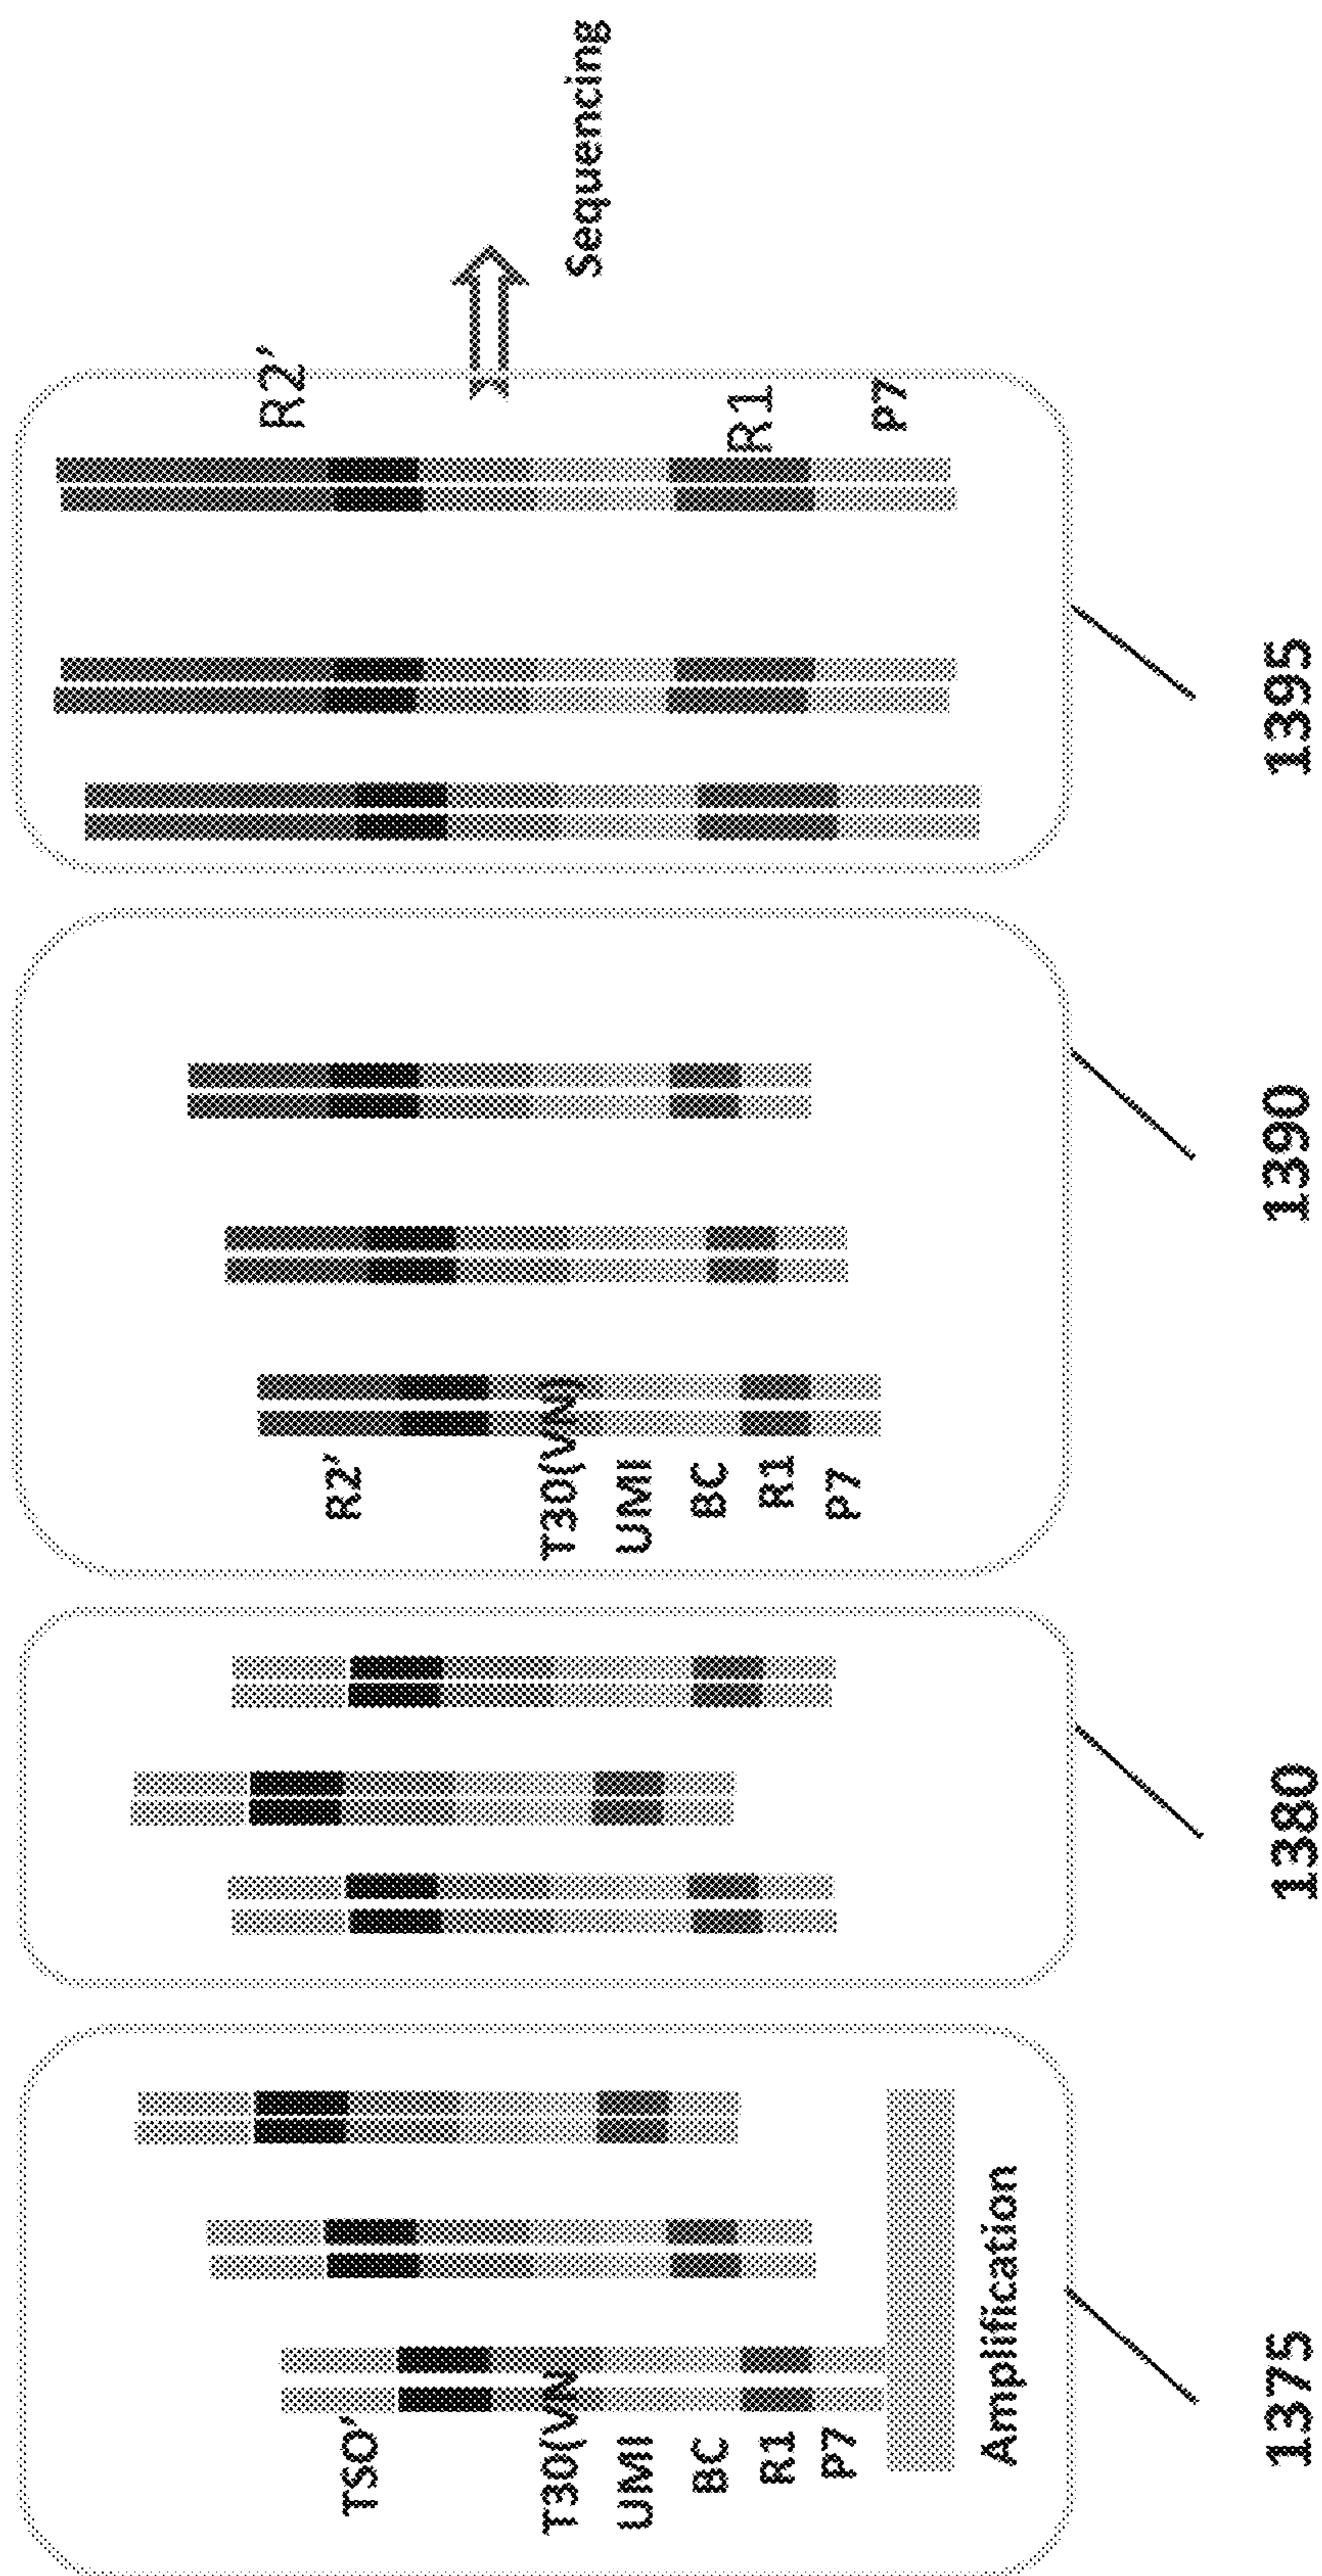 TSO'
T30(VN
UMI
BC
R1
P7
Amplification
1375
1380
R2'
T30(VN)
UMI
BC
R1
P7
1390
R2'
R1
P7
1395
Sequencing